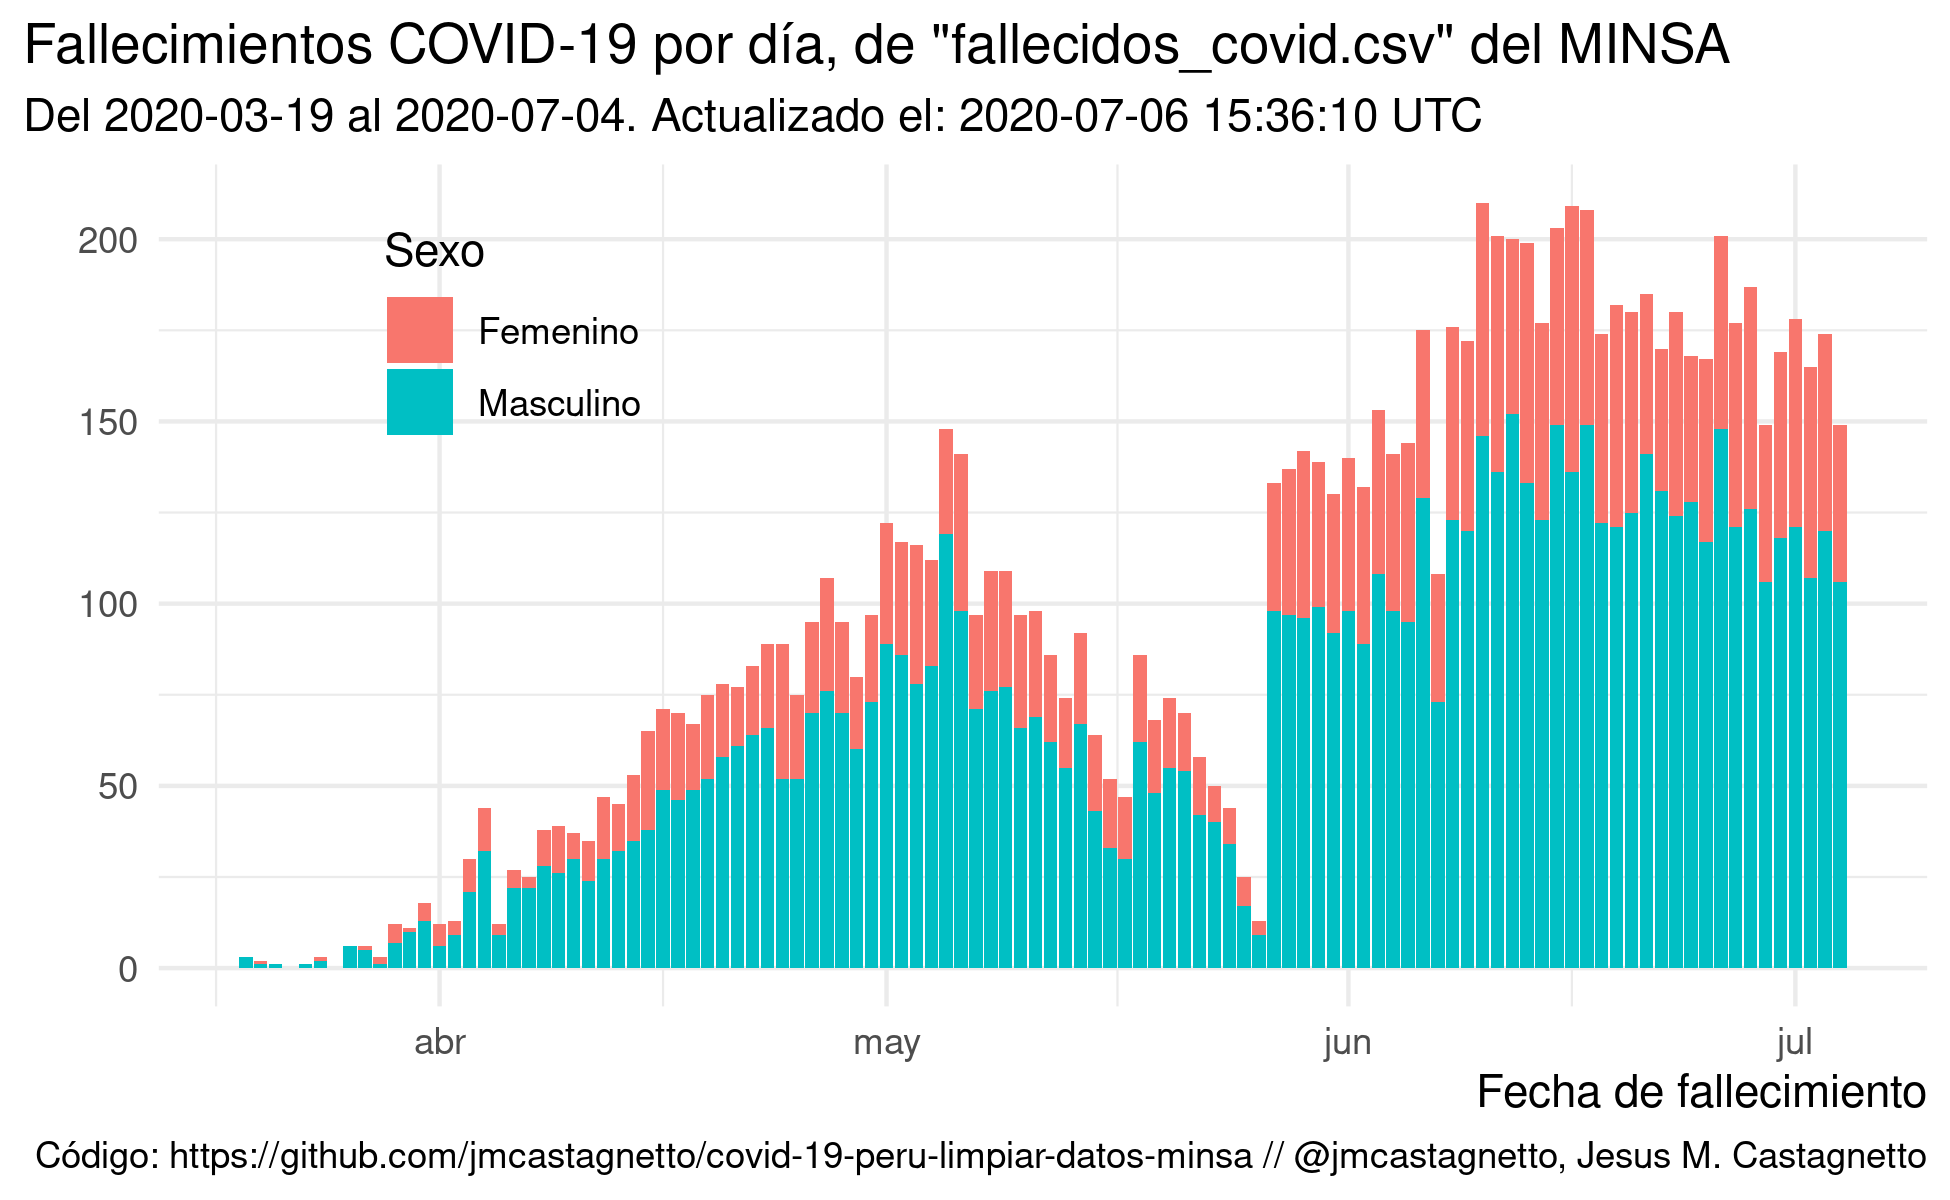 Fallecimientos COVID-19 por día, de "fallecidos_covid.csv" del MINSA
Del 2020-03-19 al 2020-07-04. Actualizado el: 2020-07-06 15:36:10 UTC
Sexo
Femenino
Masculino
200
150
100
50
0
abr may jun jul
Fecha de fallecimiento
Código: https://github.com/jmcastagnetto/covid-19-peru-limpiar-datos-minsa // @jmcastagnetto, Jesus M. Castagnetto